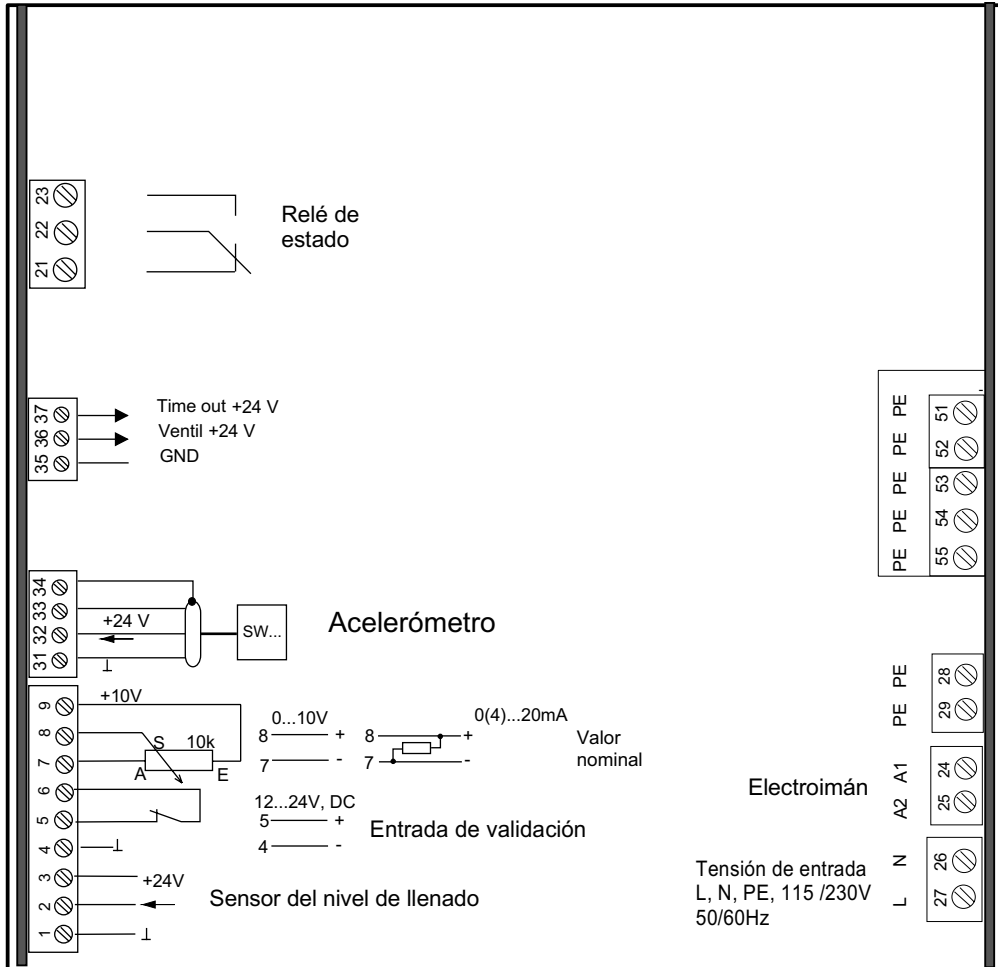 23
22
21
Relé de
estado
37
36
35
Time out +24 V
Ventil +24 V
GND
PE 51
PE 52
PE 53
PE 54
PE 55
34
33
32
31
+24 V
SW...
Acelerómetro
9
8
7
6
5
4
3
2
1
+10V
S 10k
A E
0...10V
8 +
7 -
0(4)...20mA
8 +
7 -
Valor
nominal
12...24V, DC
5 +
4 -
Entrada de validación
+24V
Sensor del nivel de llenado
PE 28
PE 29
Electroimán
A1 24
A2 25
Tensión de entrada
L, N, PE, 115 /230V
50/60Hz
N 26
L 27